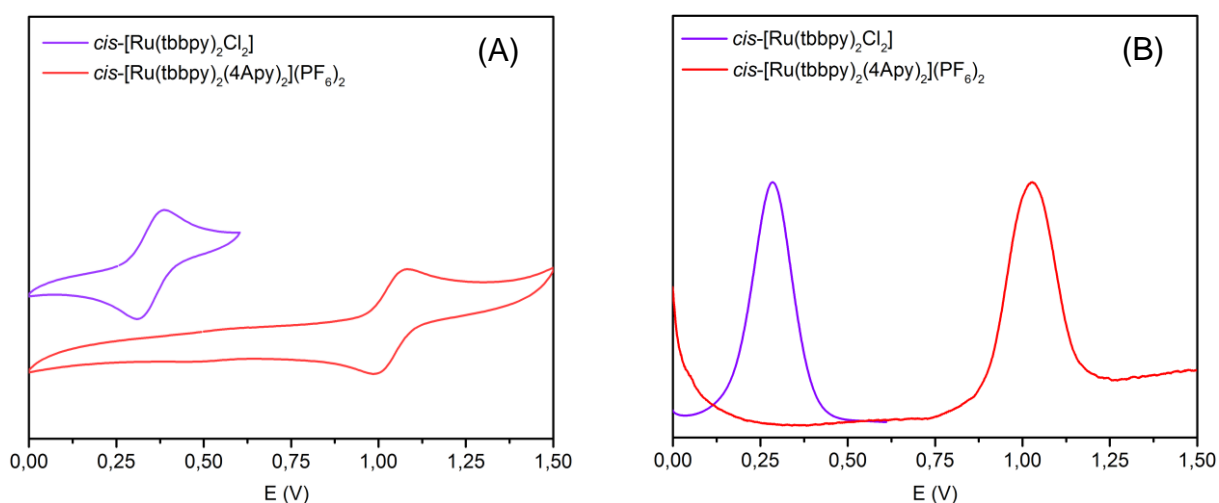 cis-[Ru(tbbpy)₂Cl₂]
cis-[Ru(tbbpy)₂(4Apy)₂](PF₆)₂
(A)
0,00 0,25 0,50 0,75 1,00 1,25 1,50
E (V)
cis-[Ru(tbbpy)₂Cl₂]
cis-[Ru(tbbpy)₂(4Apy)₂](PF₆)₂
(B)
0,00 0,25 0,50 0,75 1,00 1,25 1,50
E (V)